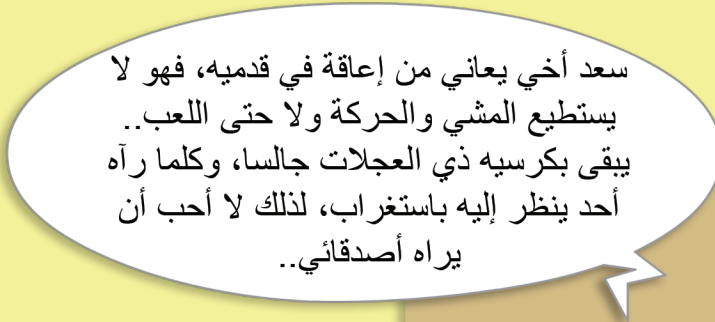 سعد أخي يعاني من إعاقة في قدميه، فهو لا
يستطيع المشي والحركة ولا حتى اللعب..
يبقى بكرسيه ذي العجلات جالسا، وكلما رآه
أحد ينظر إليه باستغراب، لذلك لا أحب أن
يراه أصدقائي..